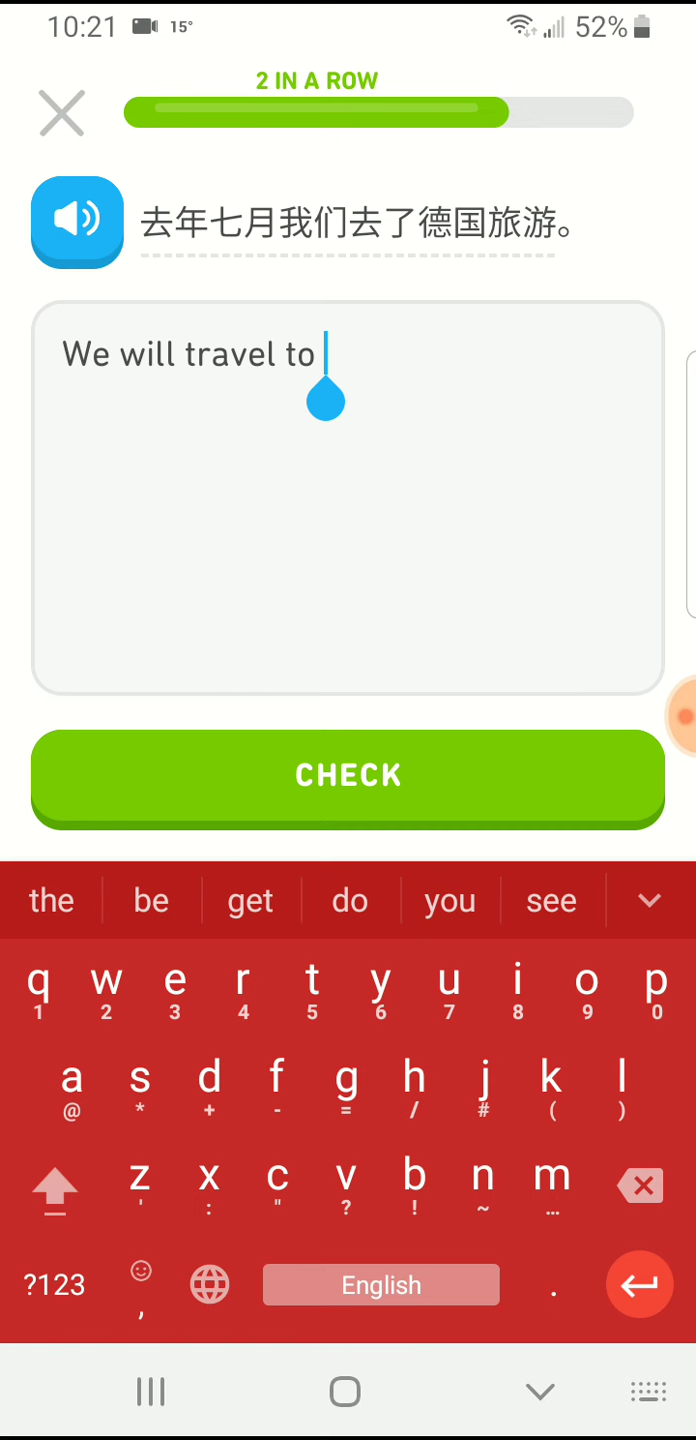 10:21 15° 52%
2 IN A ROW
去年七月我们去了德国旅游。
We will travel to
CHECK
the be get do you see
q w e r t y u i o p
1 2 3 4 5 6 7 8 9 0
a s d f g h j k l
@ * + - = / # ( )
z x c v b n m
' : " ? ! ~ …
?123 , English .